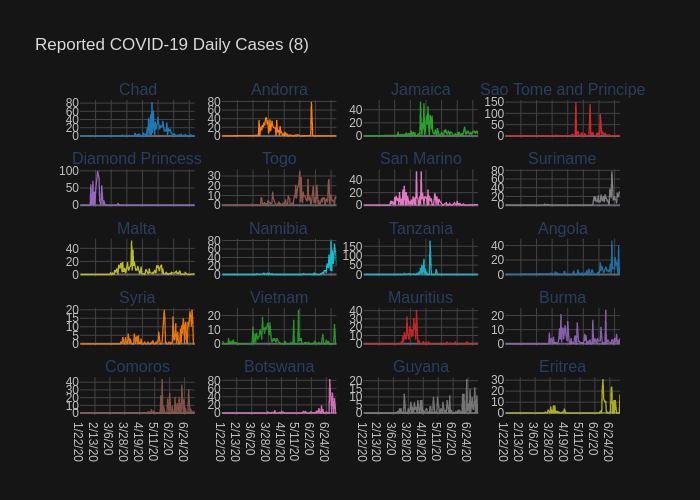 Reported COVID-19 Daily Cases (8)
Chad Andorra Jamaica Sao Tome and Principe
80 60 40 20 0
80 60 40 20 0
40 20 0
150 100 50 0
Diamond Princess Togo San Marino Suriname
100 50 0
30 20 10 0
40 20 0
80 60 40 20 0
Malta Namibia Tanzania Angola
40 20 0
80 60 40 20 0
150 100 50 0
40 20 0
Syria Vietnam Mauritius Burma
20 15 10 5 0
20 10 0
40 30 20 10 0
20 10 0
Comoros Botswana Guyana Eritrea
40 30 20 10 0
80 60 40 20 0
20 15 10 5 0
30 20 10 0
1/22/20 2/13/20 3/6/20 3/28/20 4/19/20 5/11/20 6/2/20 6/24/20
1/22/20 2/13/20 3/6/20 3/28/20 4/19/20 5/11/20 6/2/20 6/24/20
1/22/20 2/13/20 3/6/20 3/28/20 4/19/20 5/11/20 6/2/20 6/24/20
1/22/20 2/13/20 3/6/20 3/28/20 4/19/20 5/11/20 6/2/20 6/24/20